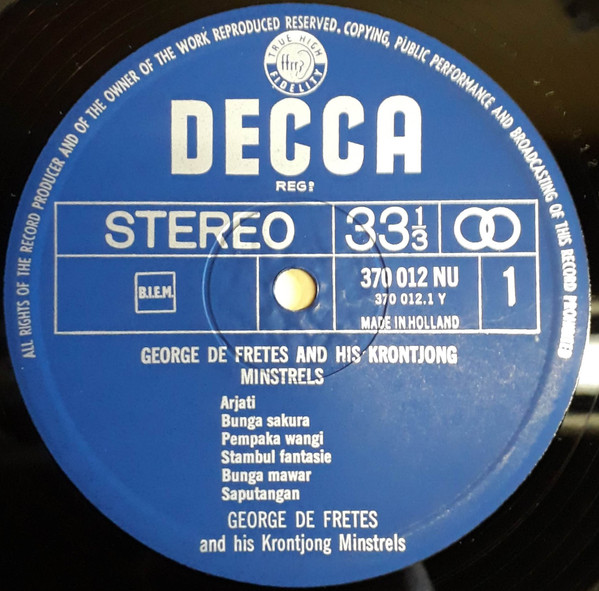 ALL RIGHTS OF THE RECORD PRODUCER AND OF THE OWNER OF THE WORK REPRODUCED RESERVED. COPYING, PUBLIC PERFORMANCE AND BROADCASTING OF THIS RECORD PROHIBITED
TRUE HIGH
ffrr
FIDELITY
DECCA
REGD
STEREO
33 1/3
B.I.E.M.
370 012 NU
370 012.1 Y
MADE IN HOLLAND
1
GEORGE DE FRETES AND HIS KRONTJONG
MINSTRELS
Arjati
Bunga sakura
Pempaka wangi
Stambul fantasie
Bunga mawar
Saputangan
GEORGE DE FRETES
and his Krontjong Minstrels